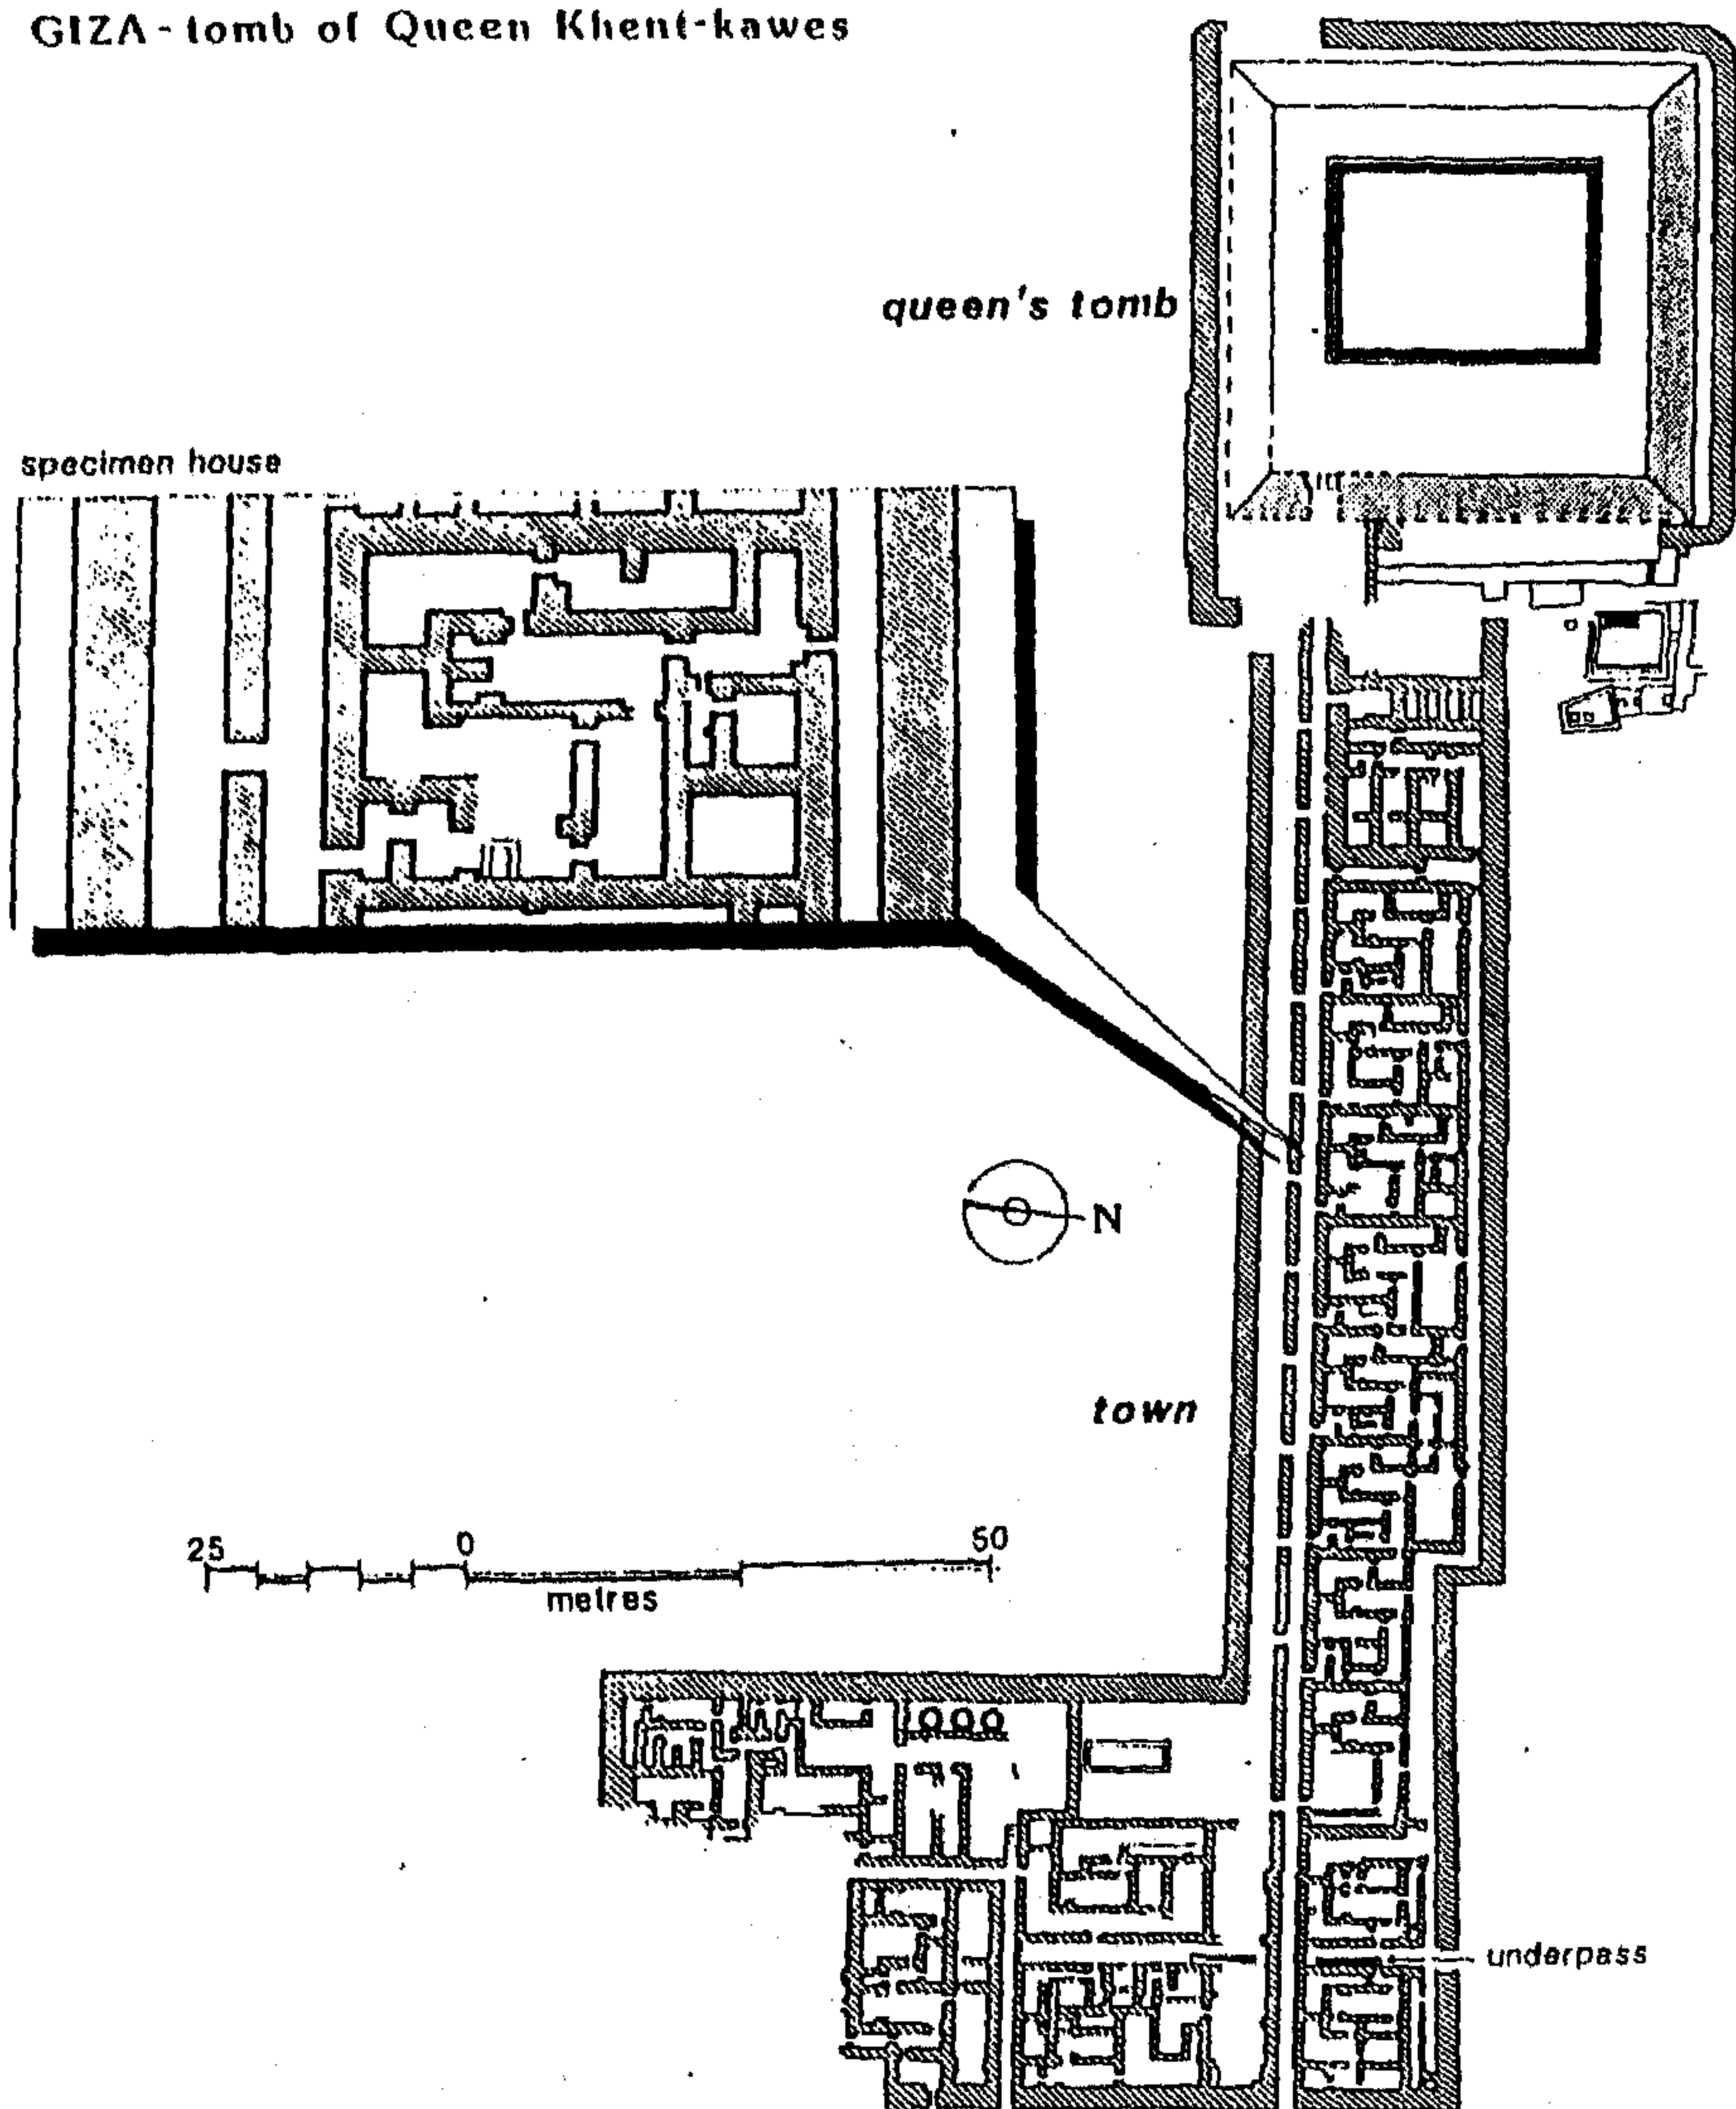 GIZA - tomb of Queen Khent-kawes
queen's tomb
specimen house
N
town
25 0 50
metres
underpass